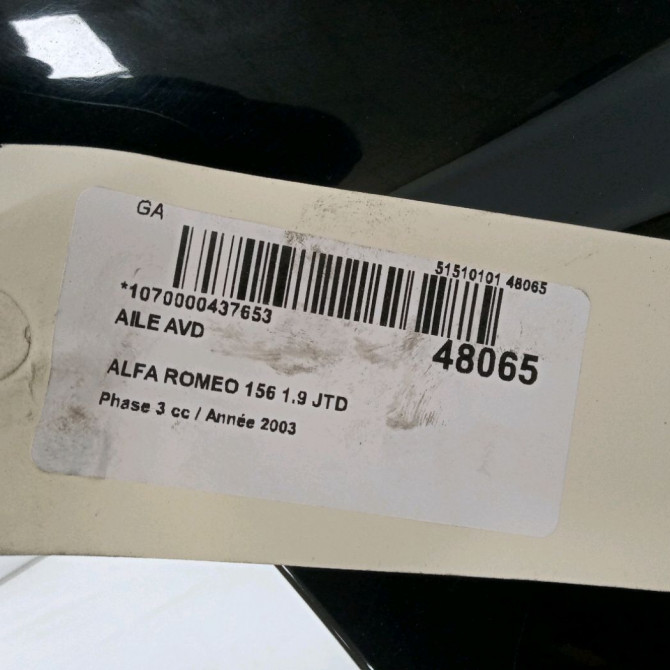 GA
51510101 48065
*1070000437653
AILE AVD
48065
ALFA ROMEO 156 1.9 JTD
Phase 3 cc / Année 2003